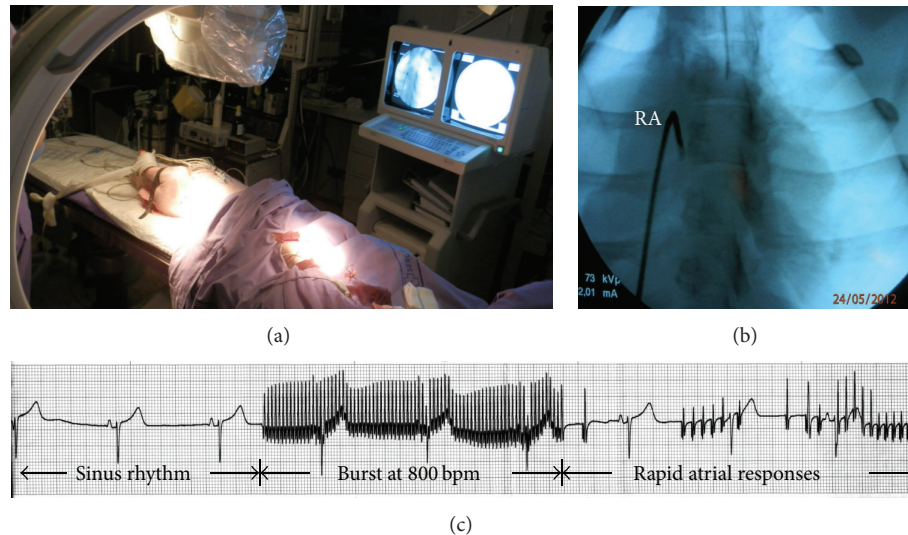 RA
73 kVp
2,01 mA
24/05/2012
(a)
(b)
Sinus rhythm
Burst at 800 bpm
Rapid atrial responses
(c)